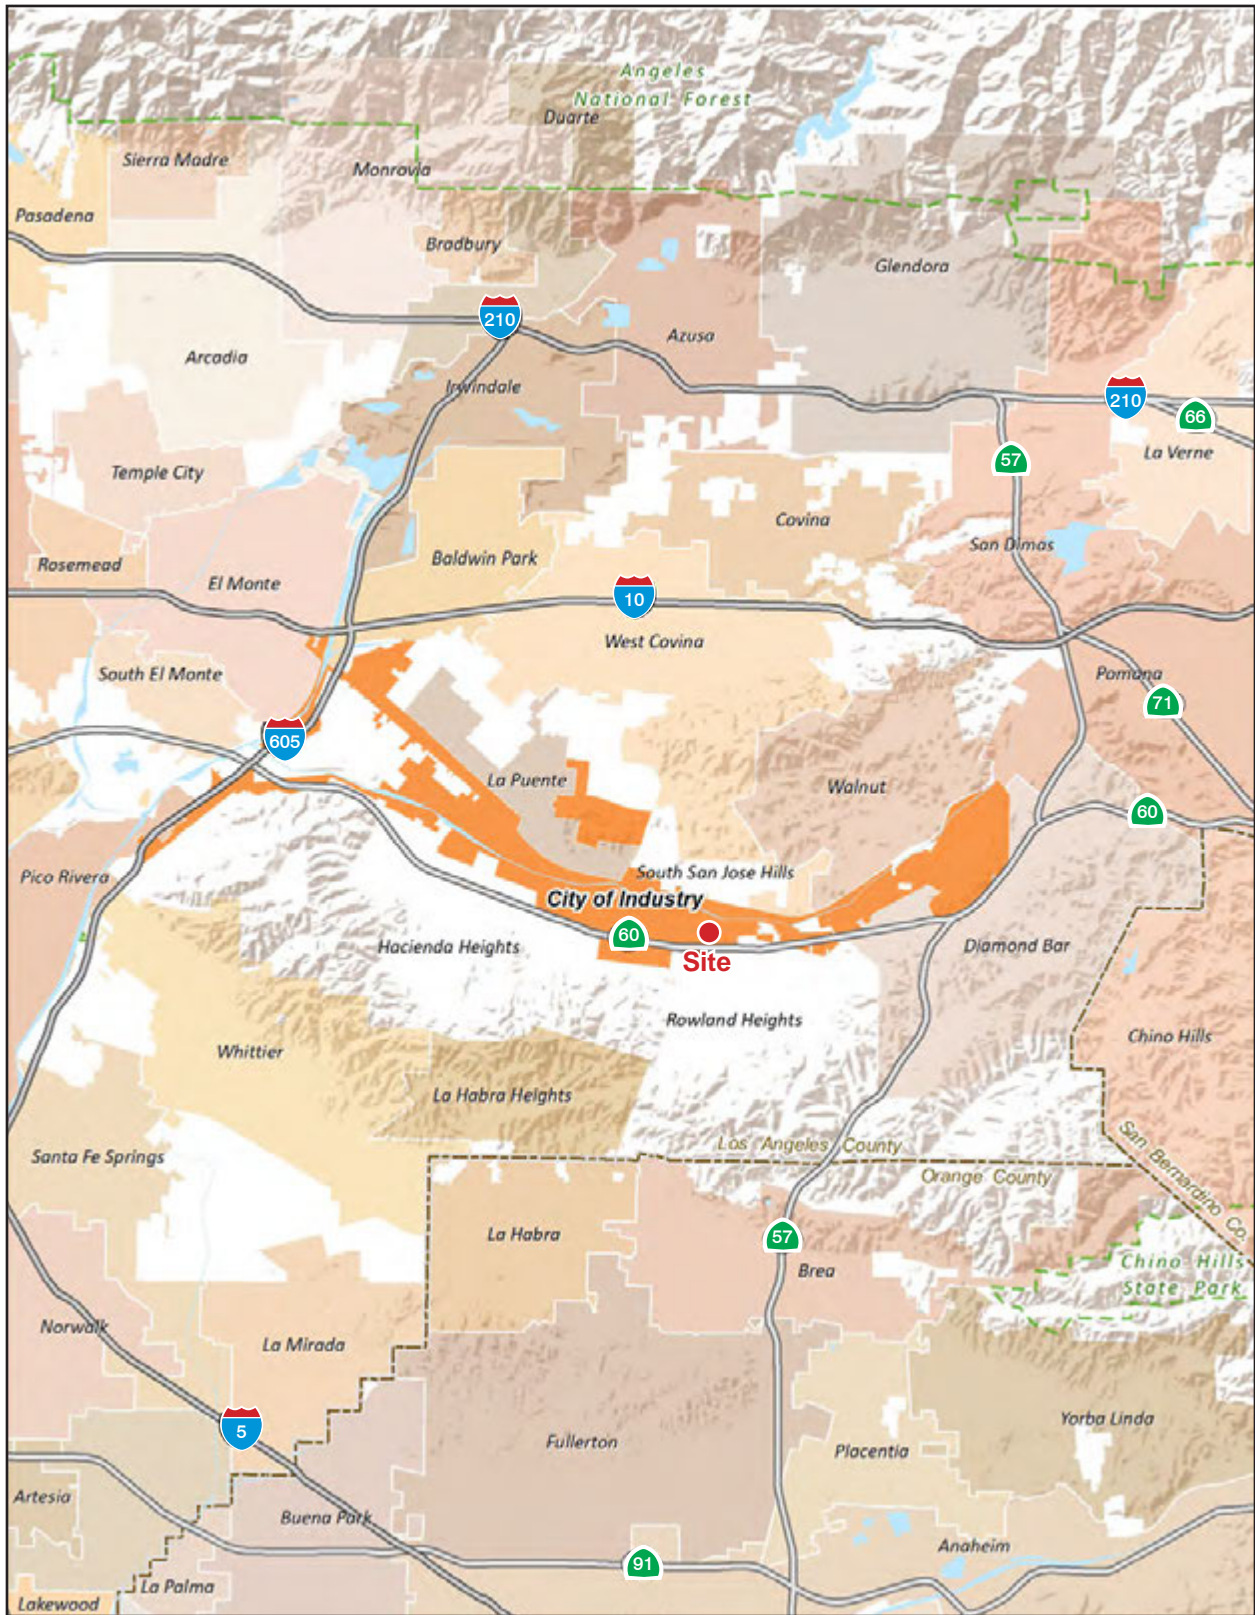 Angeles
National Forest
Duarte
Sierra Madre
Monrovia
Pasadena
Bradbury
Glendora
210
Azusa
Arcadia
Irwindale
210
66
La Verne
57
Temple City
Covina
San Dimas
Rosemead
Baldwin Park
El Monte
10
West Covina
South El Monte
Pomona
71
605
La Puente
Walnut
60
Pico Rivera
South San Jose Hills
City of Industry
60
Site
Hacienda Heights
Diamond Bar
Rowland Heights
Chino Hills
Whittier
La Habra Heights
Los Angeles County
San Bernardino Co.
Santa Fe Springs
Orange County
La Habra
57
Brea
Chino Hills
State Park
Norwalk
La Mirada
5
Yorba Linda
Fullerton
Placentia
Artesia
Buena Park
Anaheim
91
La Palma
Lakewood